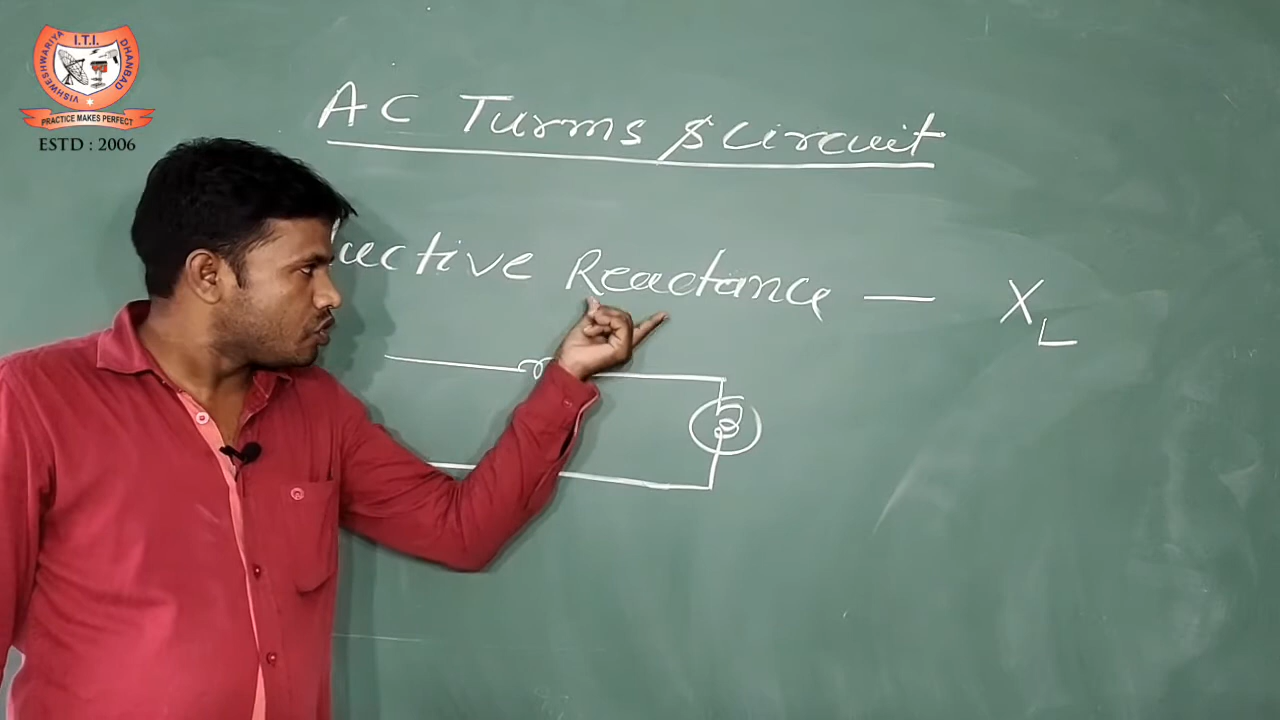 I.T.I.
VISHWESHWARIYA
DHANBAD
PRACTICE MAKES PERFECT
ESTD : 2006
AC Turms & Circuit
uctive Reactance — XL